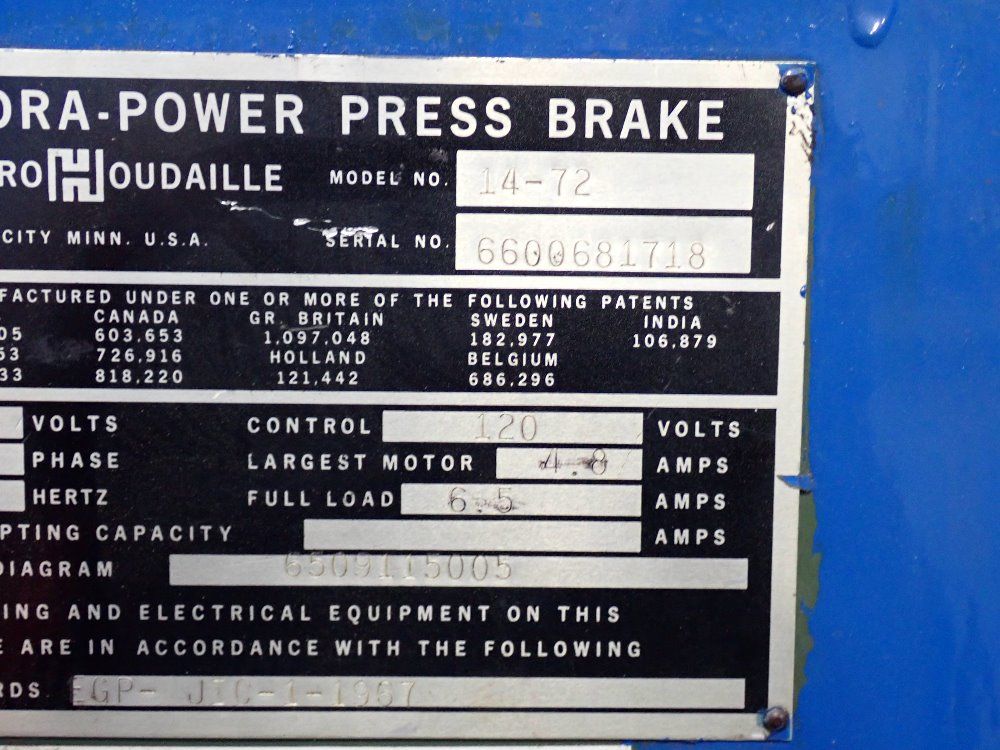 DRA-POWER PRESS BRAKE
RO HOUDAILLE MODEL NO. 14-72
CITY MINN. U.S.A. SERIAL NO. 6600681718
FACTURED UNDER ONE OR MORE OF THE FOLLOWING PATENTS
CANADA GR. BRITAIN SWEDEN INDIA
05 603,653 1,097,048 182,977 106,879
53 726,916 HOLLAND BELGIUM
33 818,220 121,442 686,296
VOLTS CONTROL 120 VOLTS
PHASE LARGEST MOTOR 4.8 AMPS
HERTZ FULL LOAD 6.5 AMPS
PTING CAPACITY AMPS
DIAGRAM 6509115005
ING AND ELECTRICAL EQUIPMENT ON THIS
E ARE IN ACCORDANCE WITH THE FOLLOWING
RDS. EGP- JIC-1-1967